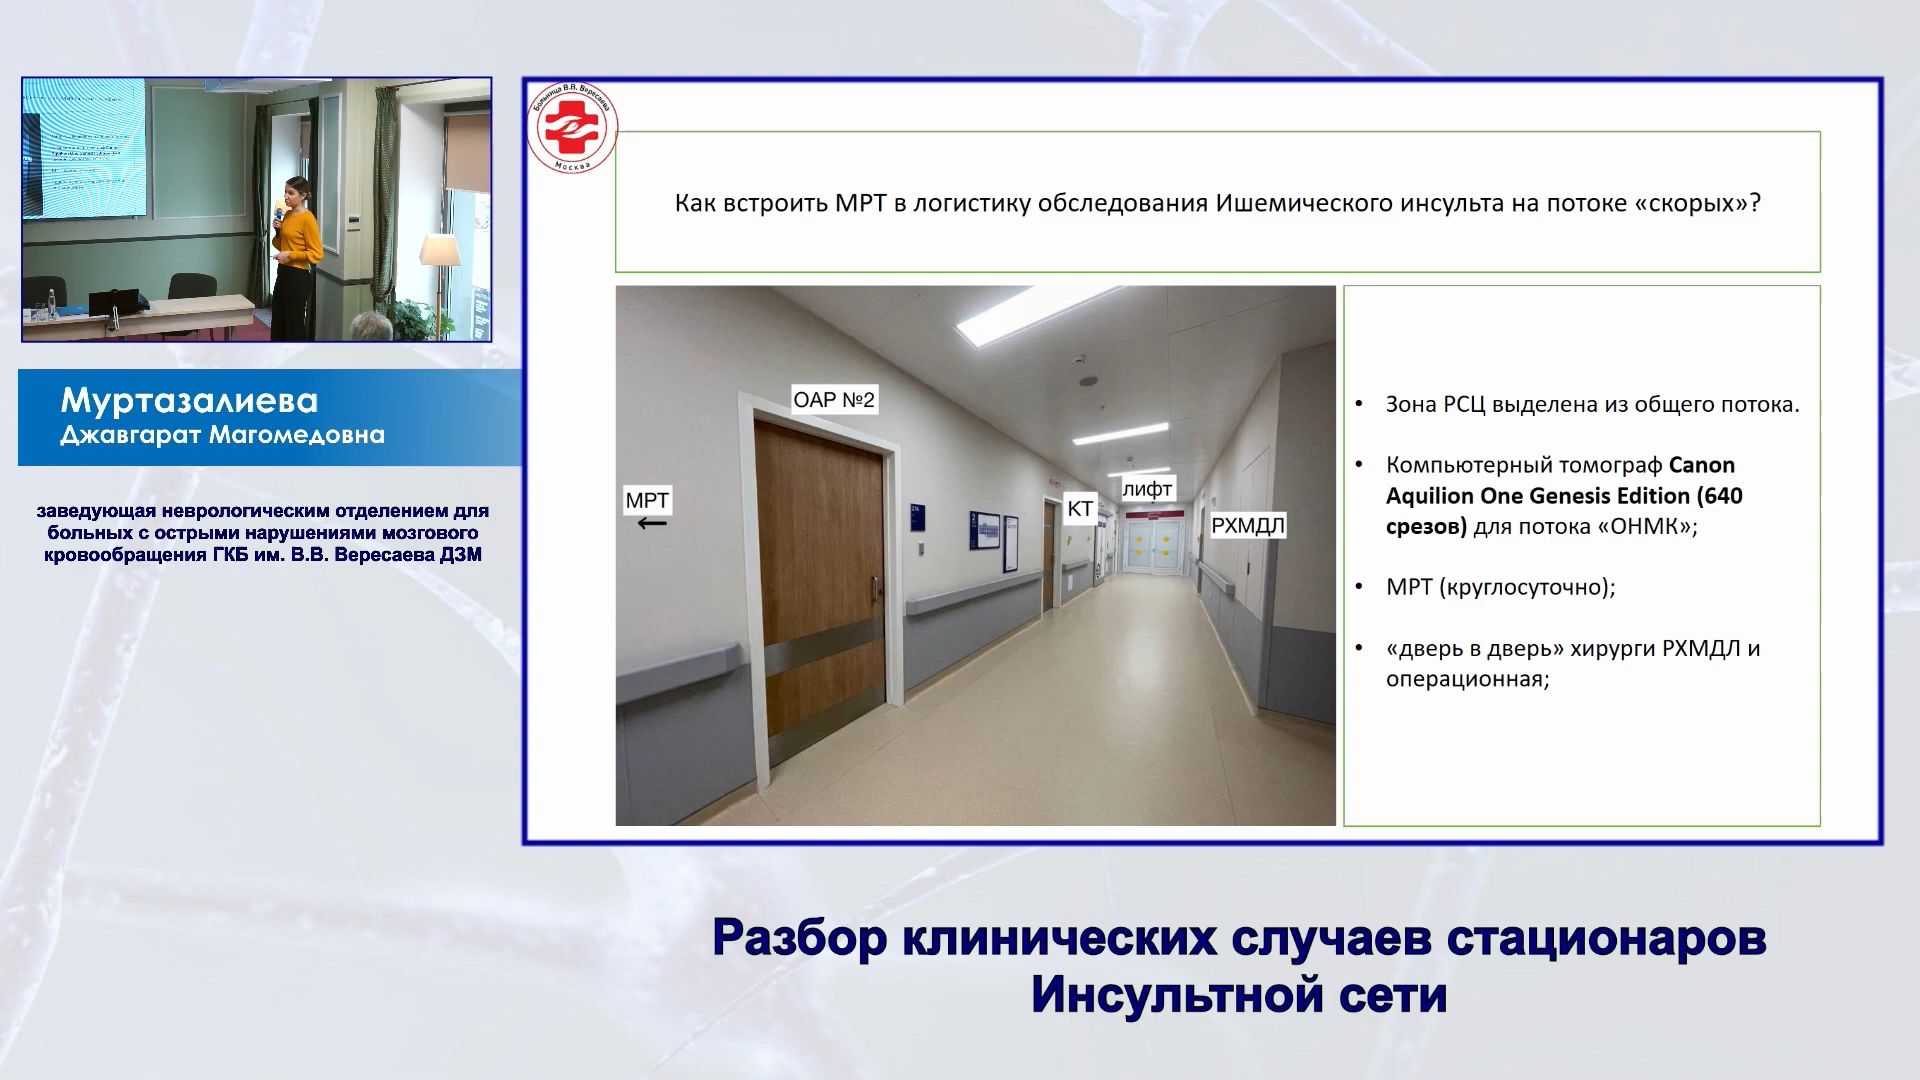 Больница В.В. Вересаева
Москва
Как встроить МРТ в логистику обследования Ишемического инсульта на потоке «скорых»?
ОАР №2
МРТ
←
КТ
лифт
РХМДЛ
• Зона РСЦ выделена из общего потока.
• Компьютерный томограф Canon
Aquilion One Genesis Edition (640
срезов) для потока «ОНМК»;
• МРТ (круглосуточно);
• «дверь в дверь» хирурги РХМДЛ и
операционная;
Муртазалиева
Джавгарат Магомедовна
заведующая неврологическим отделением для
больных с острыми нарушениями мозгового
кровообращения ГКБ им. В.В. Вересаева ДЗМ
Разбор клинических случаев стационаров
Инсультной сети